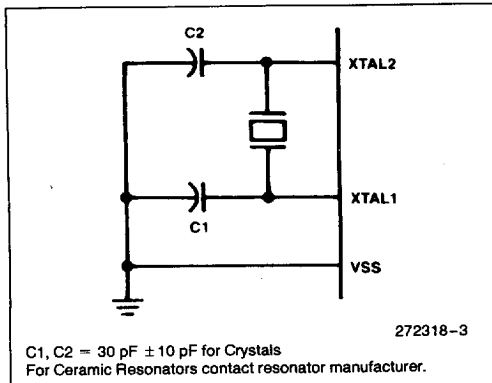 C2
XTAL2
XTAL1
C1
VSS
272318-3
C1, C2 = 30 pF ±10 pF for Crystals
For Ceramic Resonators contact resonator manufacturer.